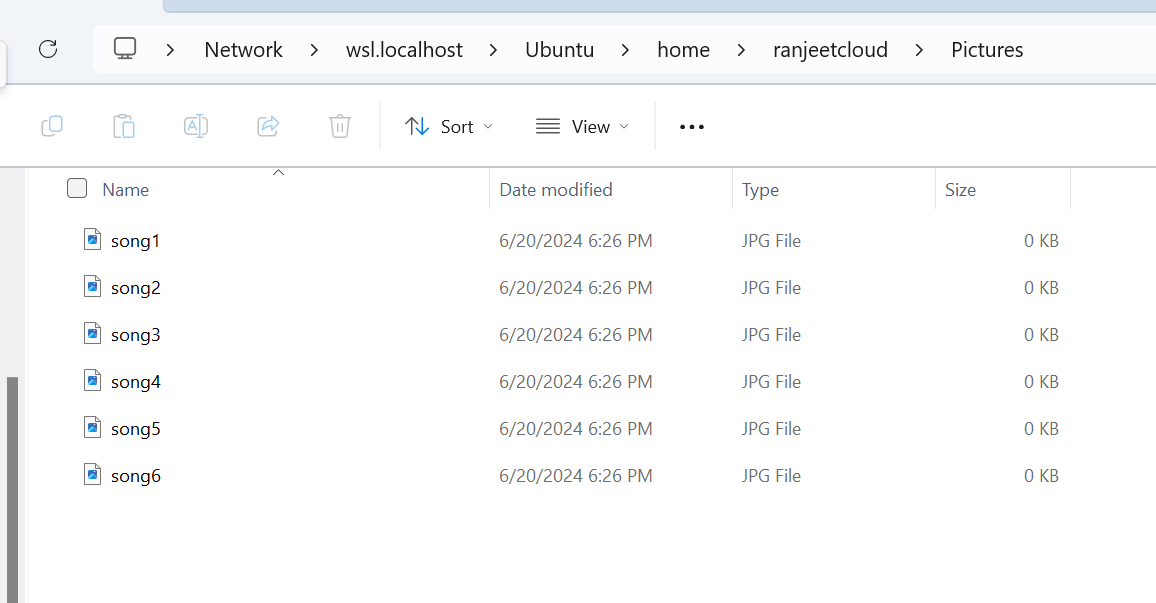 Network wsl.localhost Ubuntu home ranjeetcloud Pictures
Sort View
Name Date modified Type Size
song1 6/20/2024 6:26 PM JPG File 0 KB
song2 6/20/2024 6:26 PM JPG File 0 KB
song3 6/20/2024 6:26 PM JPG File 0 KB
song4 6/20/2024 6:26 PM JPG File 0 KB
song5 6/20/2024 6:26 PM JPG File 0 KB
song6 6/20/2024 6:26 PM JPG File 0 KB